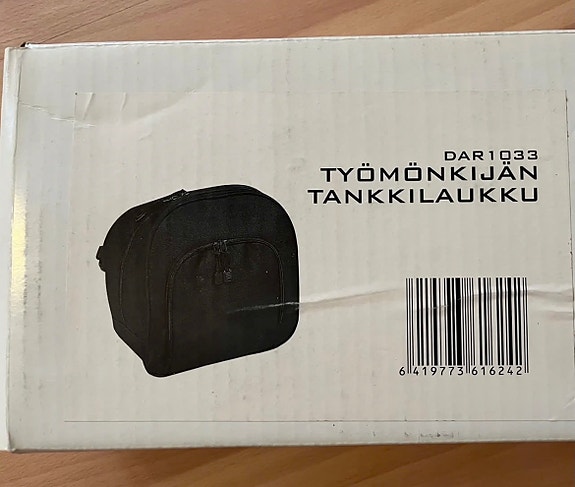 DAR1033
TYÖMÖNKIJÄN
TANKKILAUKKU
6 419773 616242